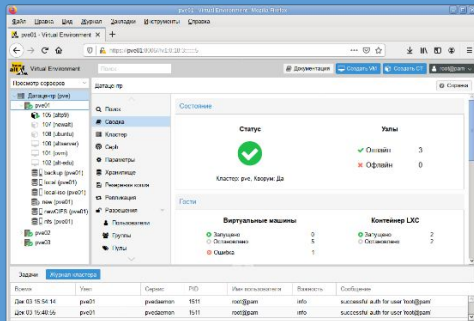 pve01 - Virtual Environment - Mozilla Firefox
Файл Правка Вид Журнал Закладки Инструменты Справка
pve01 - Virtual Environment
Virtual Environment
Поиск
Документация
Создать VM
Создать CT
root@pam
Просмотр серверов
Датацентр
Справка
Датацентр (pve)
pve01
105 (altp9)
107 (newalt)
108 (ubuntu)
100 (altserver)
101 (ovm)
102 (alt-edu)
backup (pve01)
local (pve01)
local-iso (pve01)
new (pve01)
newCIFS (pve01)
nfs (pve01)
pve02
pve03
Поиск
Сводка
Кластер
Ceph
Параметры
Хранилище
Резервная копия
Репликация
Разрешения
Пользователи
Группы
Пулы
Состояние
Статус
Кластер: pve, Кворум: Да
Узлы
Онлайн 3
Офлайн 0
Гости
Виртуальные машины
Запущено 0
Остановлено 5
Ошибка 1
Контейнер LXC
Запущено 2
Остановлено 2
Задачи Журнал кластера
Время Узел Сервис PID Имя пользователя Важность Сообщение
Дек 03 15:54:14 pve01 pvedaemon 1511 root@pam info successful auth for user 'root@pam'
Дек 03 15:40:56 pve01 pvedaemon 1511 root@pam info successful auth for user 'root@pam'